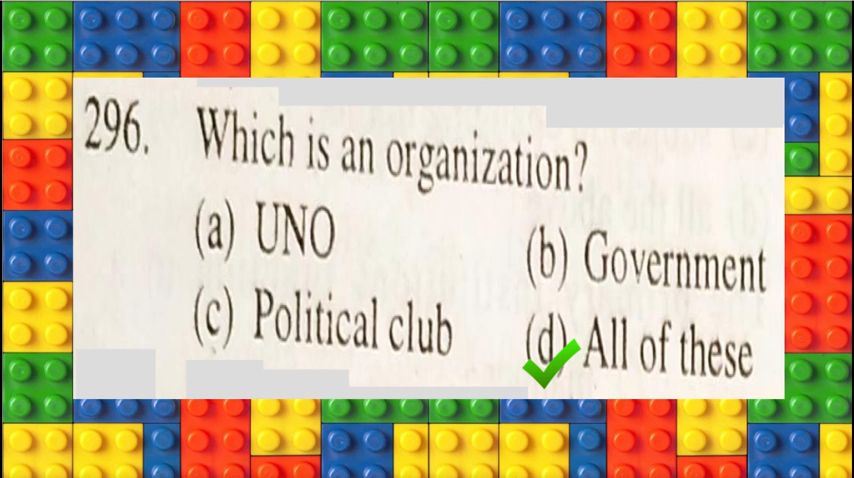 296. Which is an organization?
(a) UNO (b) Government
(c) Political club (d) All of these